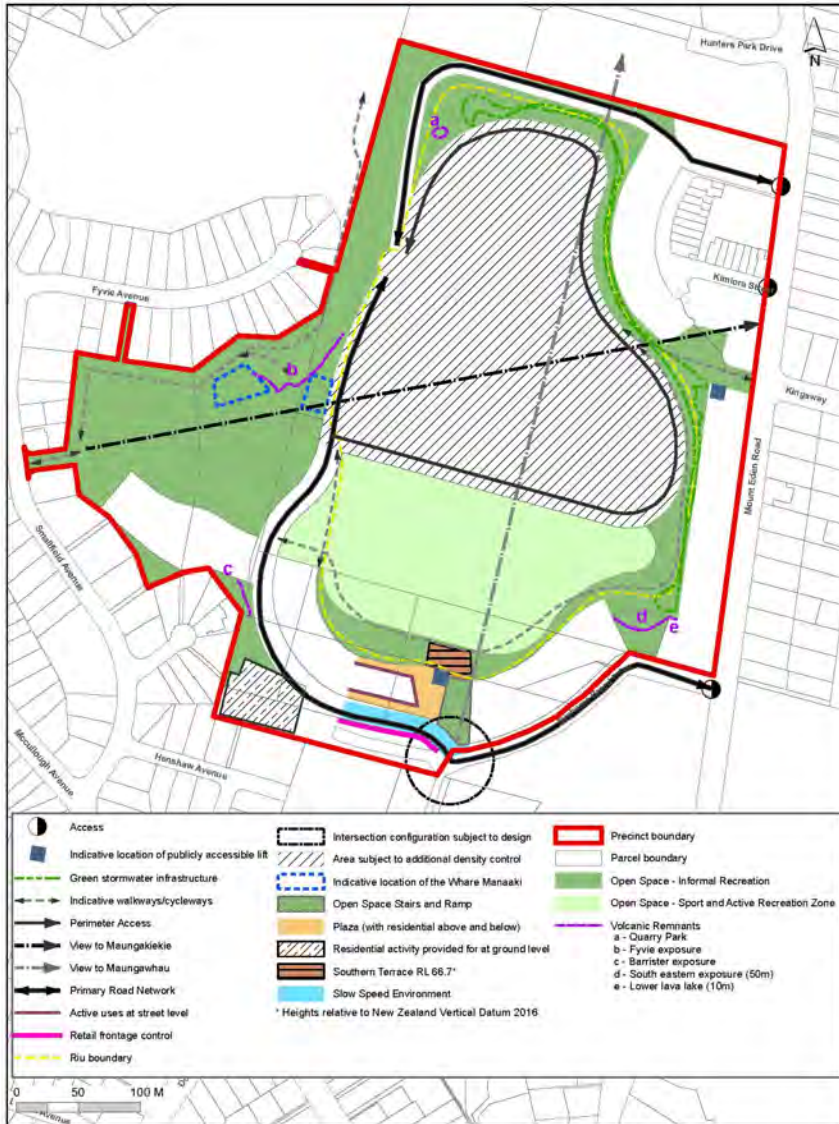 Hunters Park Drive
N
a
Kimiora St
Fyvie Avenue
b
Kingsway
Mount Eden Road
Smallfield Avenue
c
d
e
Mccullough Avenue
Henshaw Avenue
Access
Indicative location of publicly accessible lift
Green stormwater infrastructure
Indicative walkways/cycleways
Perimeter Access
View to Maungakiekie
View to Maungawhau
Primary Road Network
Active uses at street level
Retail frontage control
Riu boundary
Intersection configuration subject to design
Area subject to additional density control
Indicative location of the Whare Manaaki
Open Space Stairs and Ramp
Plaza (with residential above and below)
Residential activity provided for at ground level
Southern Terrace RL 66.7*
Slow Speed Environment
* Heights relative to New Zealand Vertical Datum 2016
Precinct boundary
Parcel boundary
Open Space - Informal Recreation
Open Space - Sport and Active Recreation Zone
Volcanic Remnants
a - Quarry Park
b - Fyvie exposure
c - Barrister exposure
d - South eastern exposure (50m)
e - Lower lava lake (10m)
0 50 100 M
Avenue